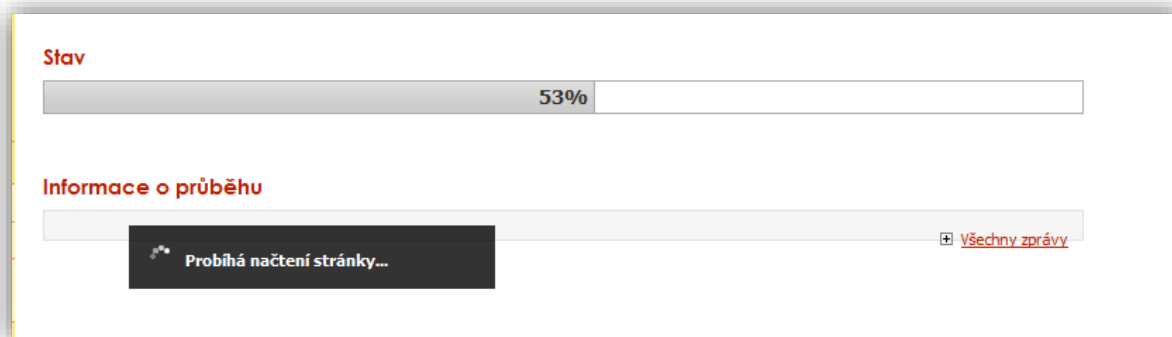 Stav
53%
Informace o průběhu
Všechny zprávy
Probíhá načtení stránky...